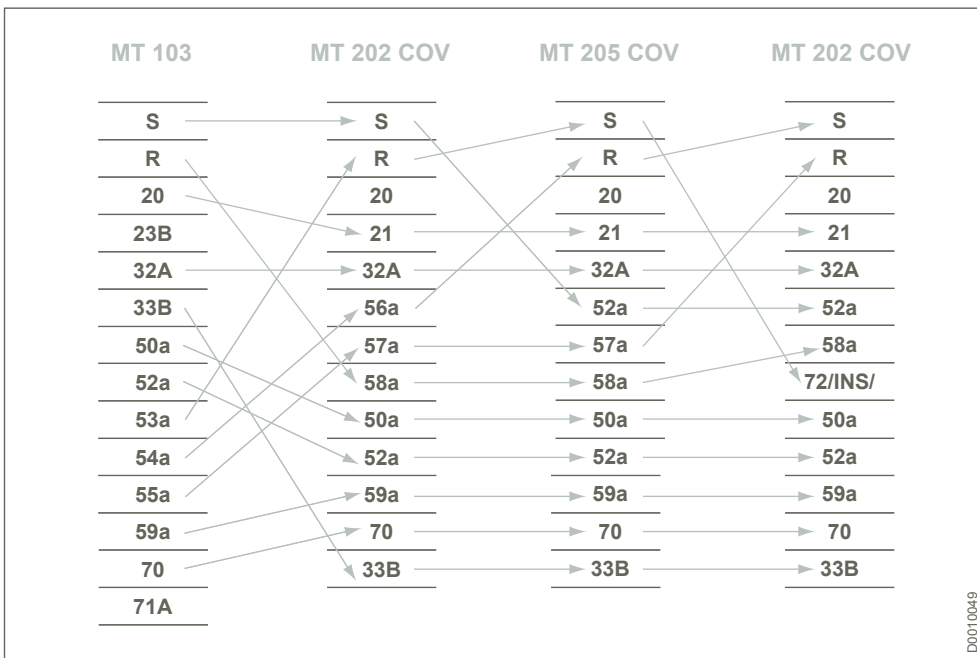 MT 103 MT 202 COV MT 205 COV MT 202 COV
S S S S
R R R R
20 20 20 20
23B 21 21 21
32A 32A 32A 32A
33B 56a 52a 52a
50a 57a 57a 58a
52a 58a 58a 72/INS/
53a 50a 50a 50a
54a 52a 52a 52a
55a 59a 59a 59a
59a 70 70 70
70 33B 33B 33B
71A
D0010049